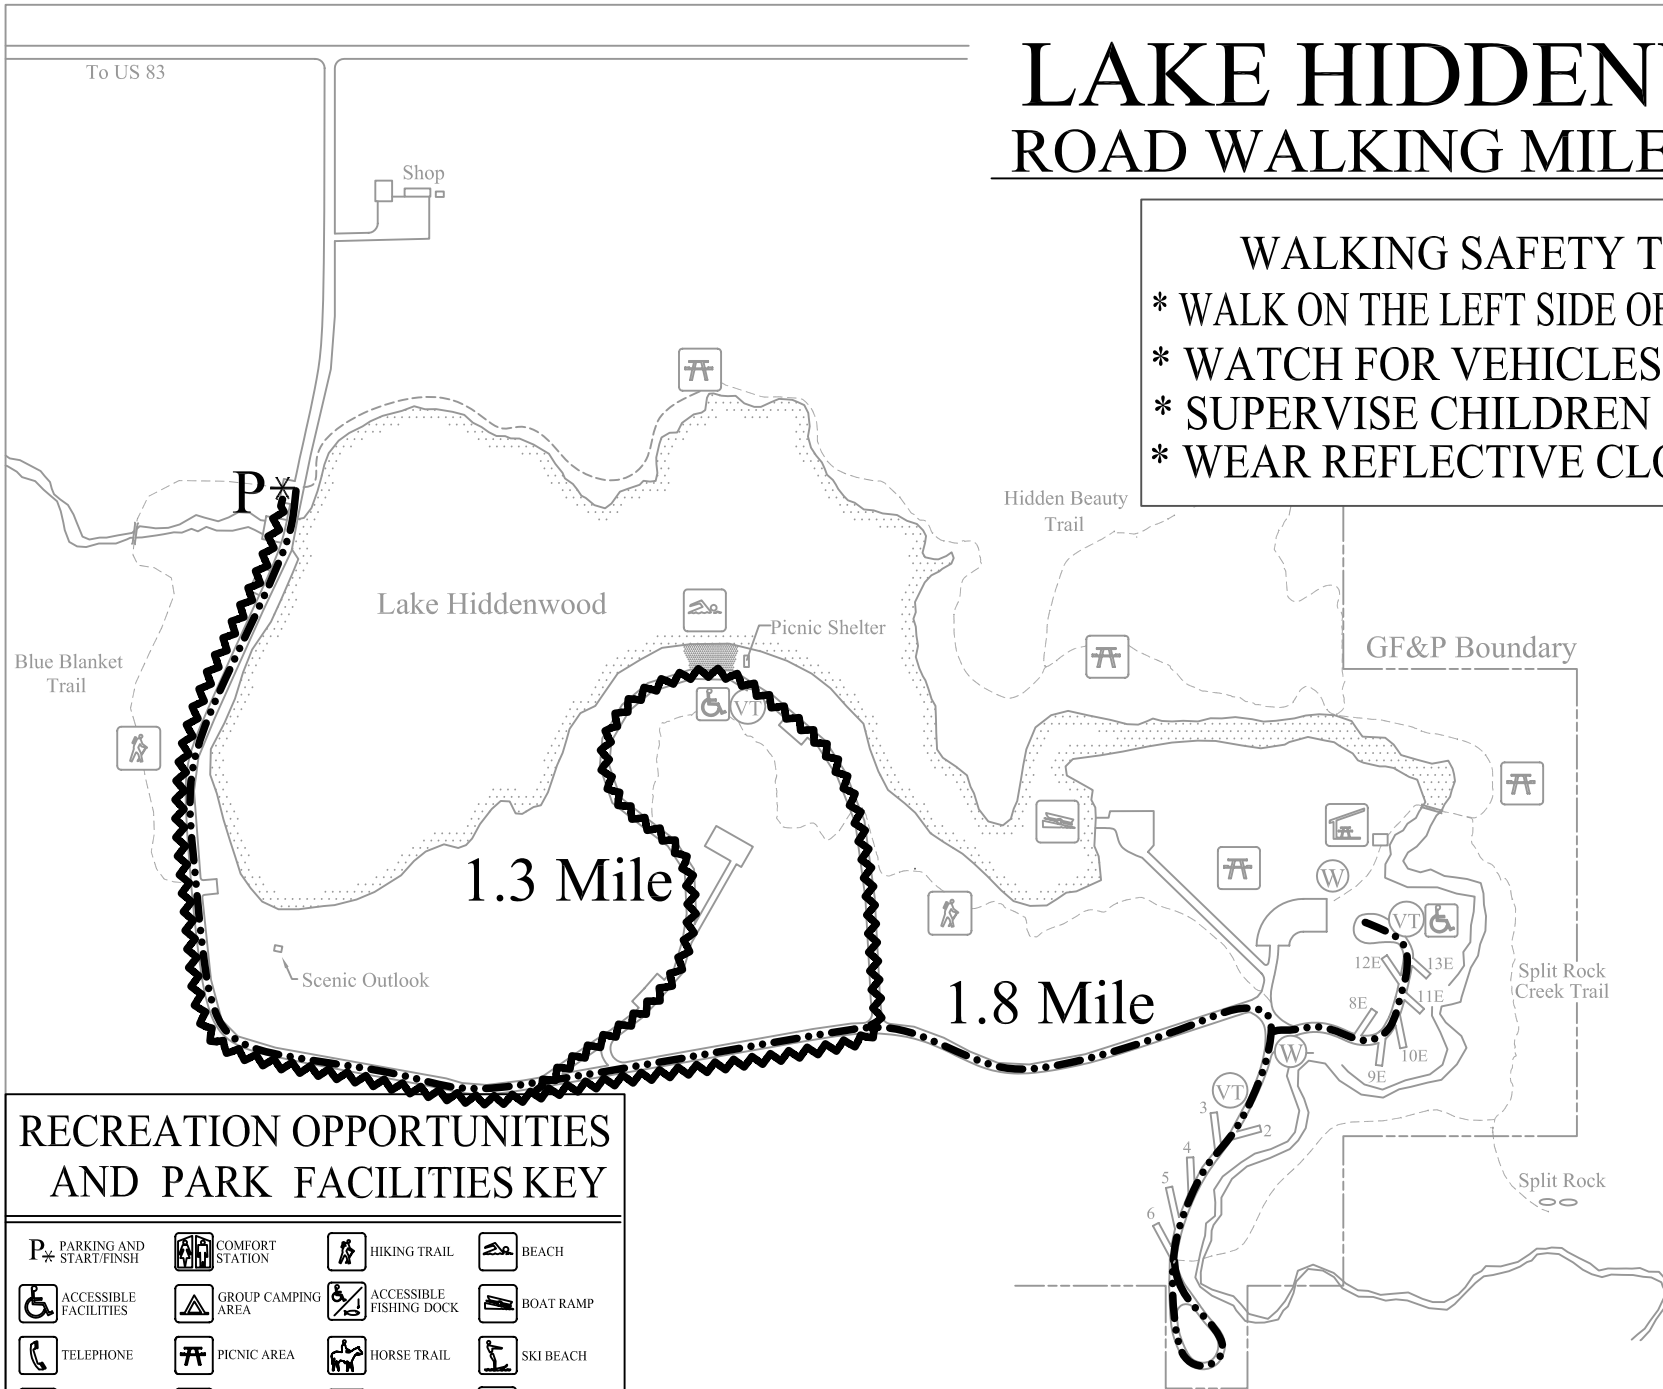 To US 83
LAKE HIDDEN
ROAD WALKING MILE
Shop
WALKING SAFETY T
* WALK ON THE LEFT SIDE OF
* WATCH FOR VEHICLES
* SUPERVISE CHILDREN
* WEAR REFLECTIVE CLO
P*
Hidden Beauty
Trail
Lake Hiddenwood
Picnic Shelter
GF&P Boundary
Blue Blanket
Trail
VT
1.3 Mile
W
VT
12E
13E
Scenic Outlook
Split Rock
Creek Trail
1.8 Mile
8E
11E
W
10E
9E
VT
3
2
4
5
6
Split Rock
RECREATION OPPORTUNITIES
AND PARK FACILITIES KEY
P* PARKING AND
START/FINSH
COMFORT
STATION
HIKING TRAIL
BEACH
ACCESSIBLE
FACILITIES
GROUP CAMPING
AREA
ACCESSIBLE
FISHING DOCK
BOAT RAMP
TELEPHONE
PICNIC AREA
HORSE TRAIL
SKI BEACH